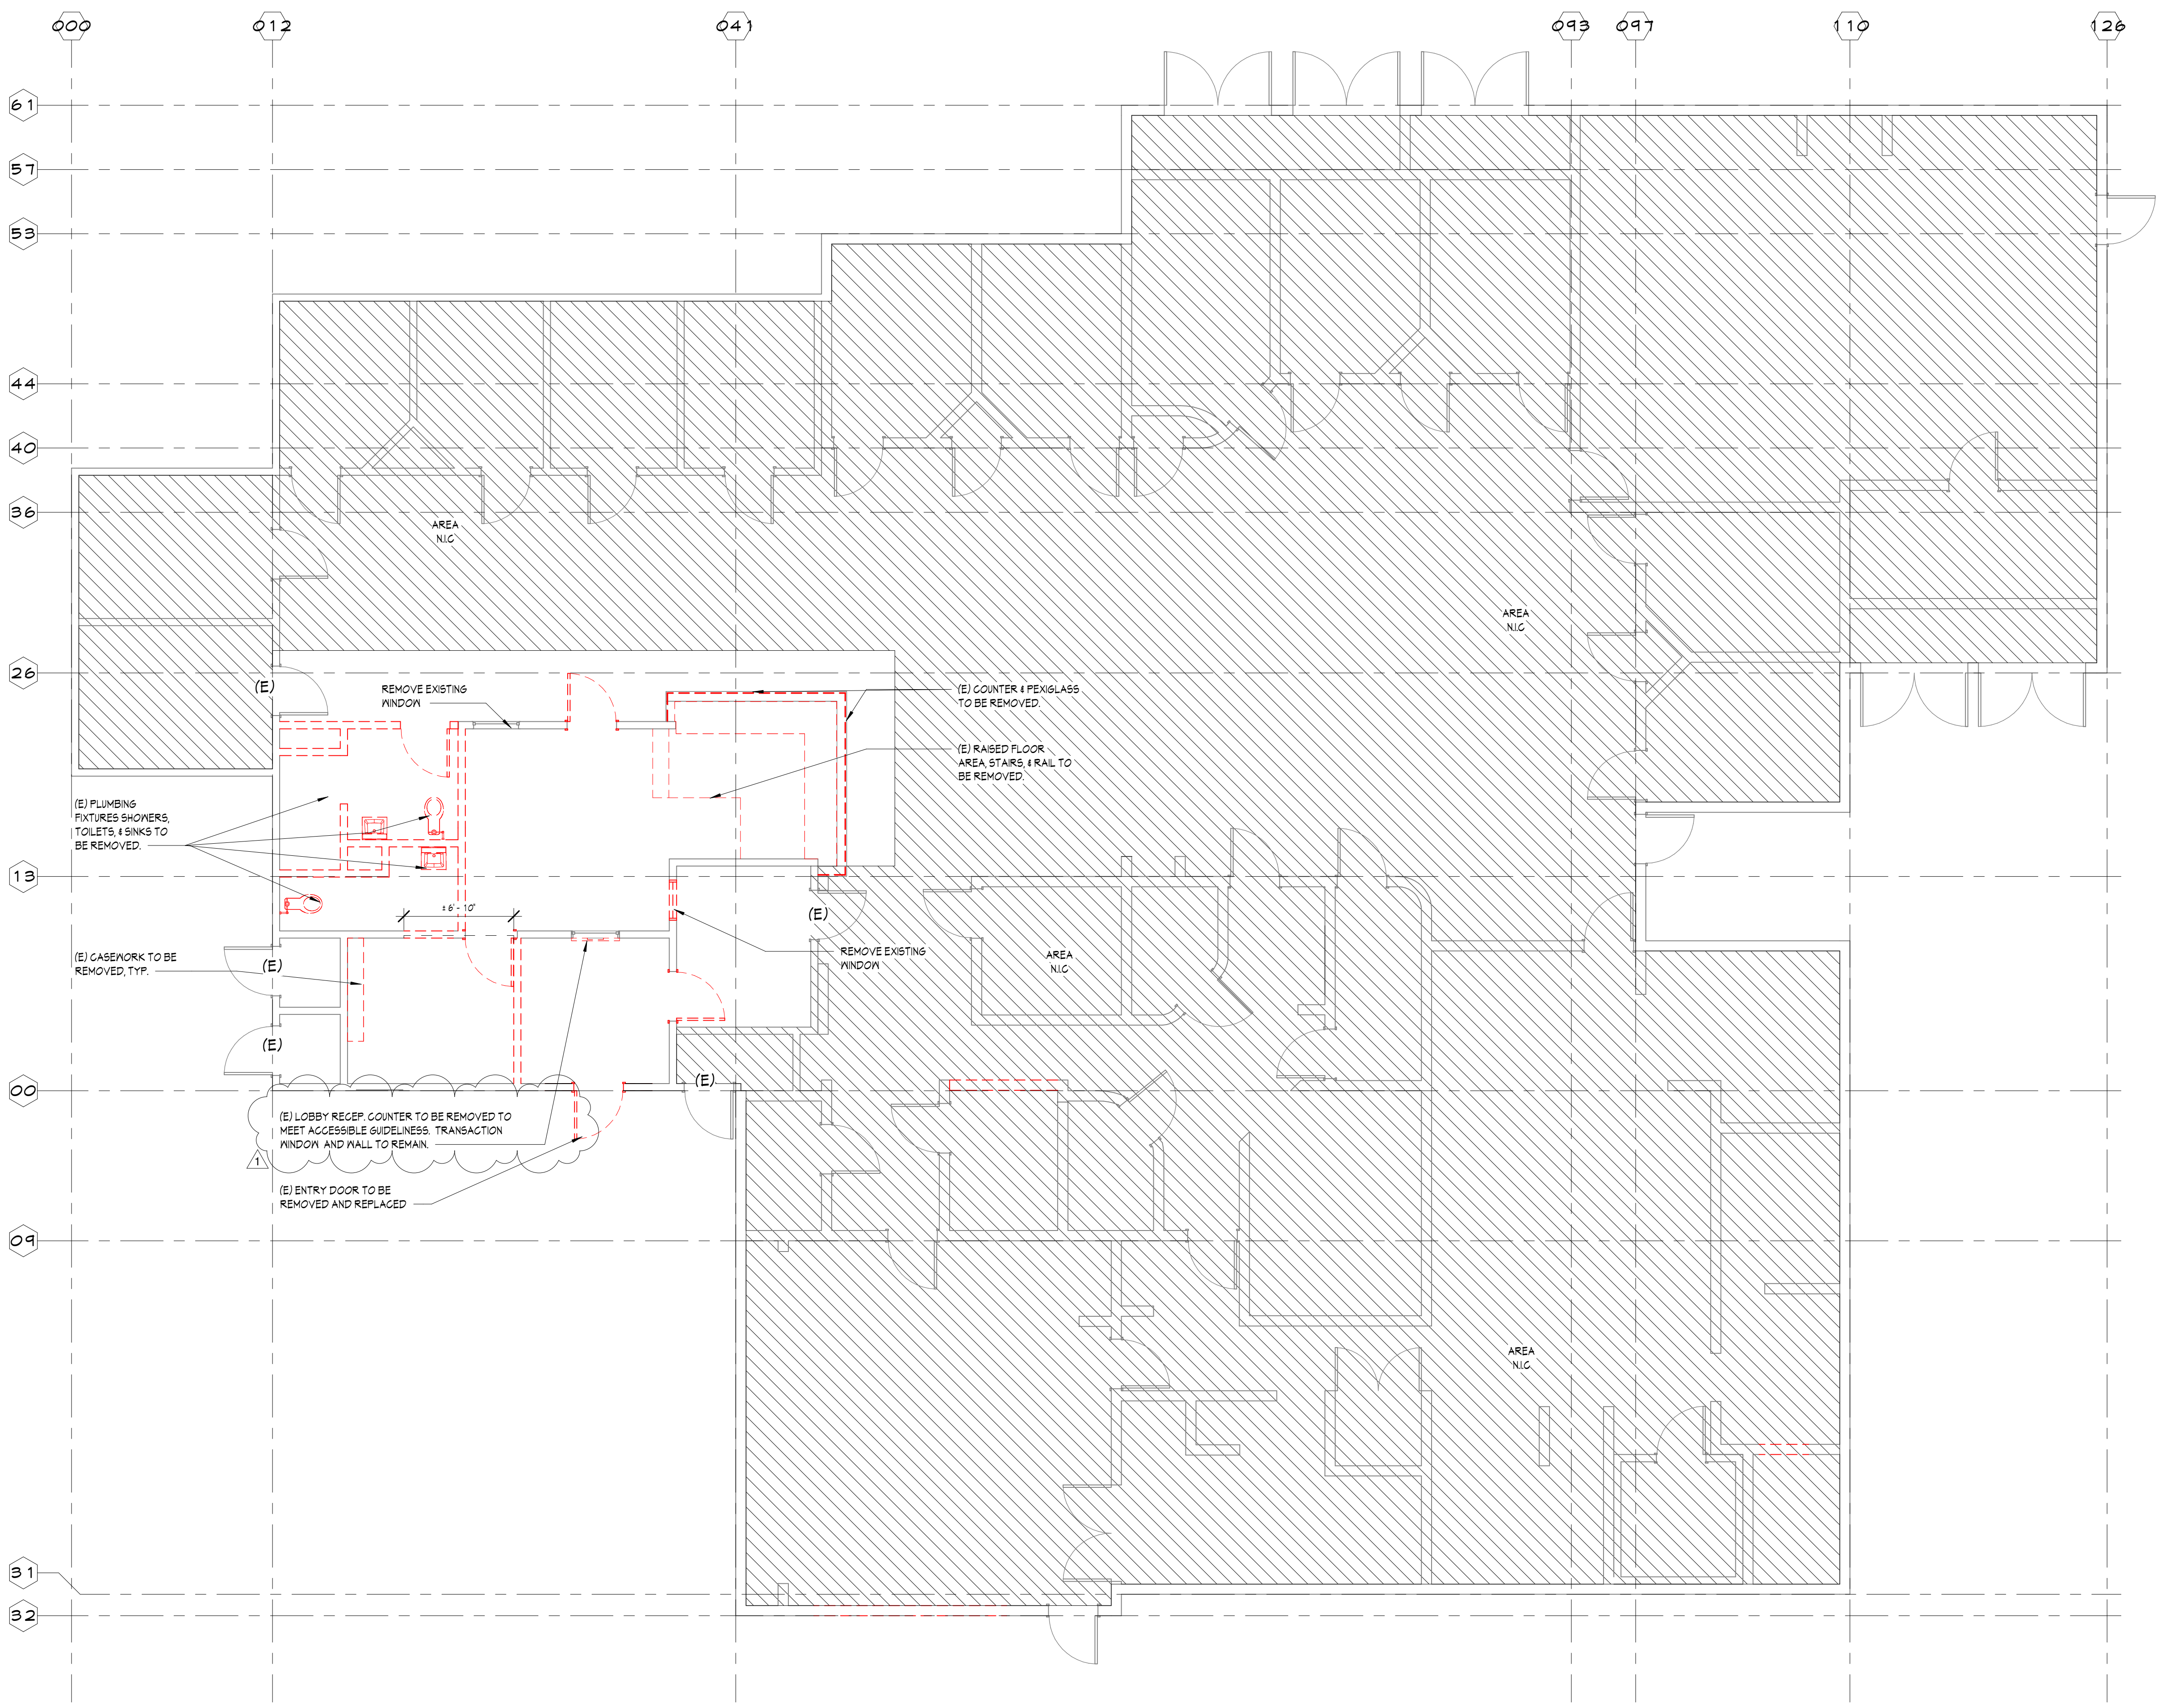 000
012
041
093
097
110
126
61
57
53
44
40
36
26
13
00
09
31
32
AREA
N.I.C
AREA
N.I.C
(E)
REMOVE EXISTING
WINDOW
(E) COUNTER & PEXIGLASS
TO BE REMOVED.
(E) RAISED FLOOR
AREA, STAIRS, & RAIL TO
BE REMOVED.
(E) PLUMBING
FIXTURES SHOWERS,
TOILETS, & SINKS TO
BE REMOVED.
± 6' - 10"
(E)
(E) CASEWORK TO BE
REMOVED, TYP.
(E)
REMOVE EXISTING
WINDOW
AREA
N.I.C
(E)
(E)
(E) LOBBY RECEP. COUNTER TO BE REMOVED TO
MEET ACCESSIBLE GUIDELINESS. TRANSACTION
WINDOW AND WALL TO REMAIN.
1
(E) ENTRY DOOR TO BE
REMOVED AND REPLACED
AREA
N.I.C